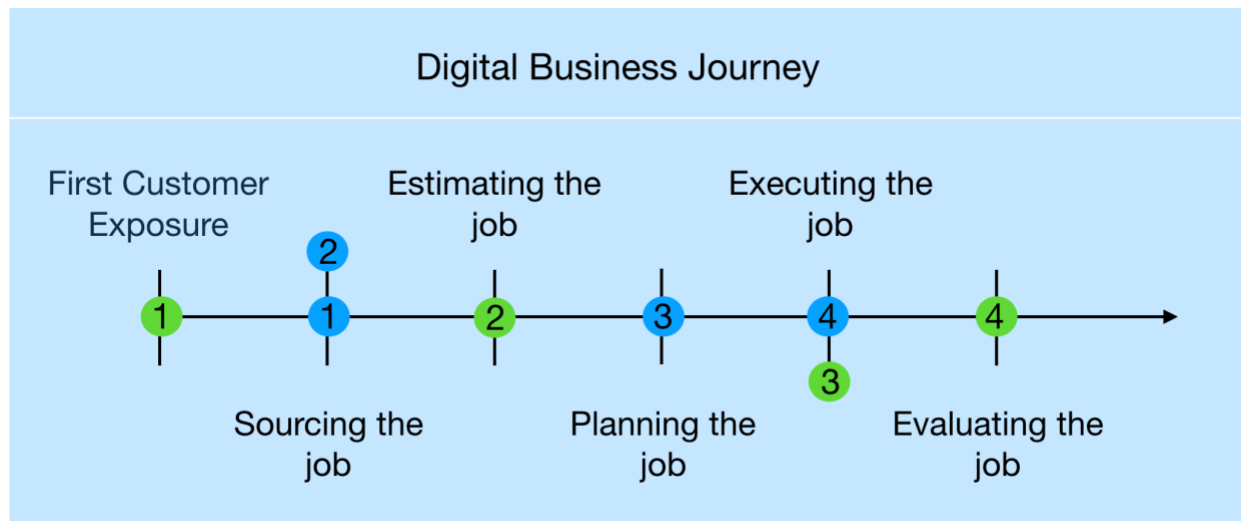 Digital Business Journey
First Customer
Exposure
Estimating the
job
Executing the
job
2
1
1
2
3
4
4
3
Sourcing the
job
Planning the
job
Evaluating the
job